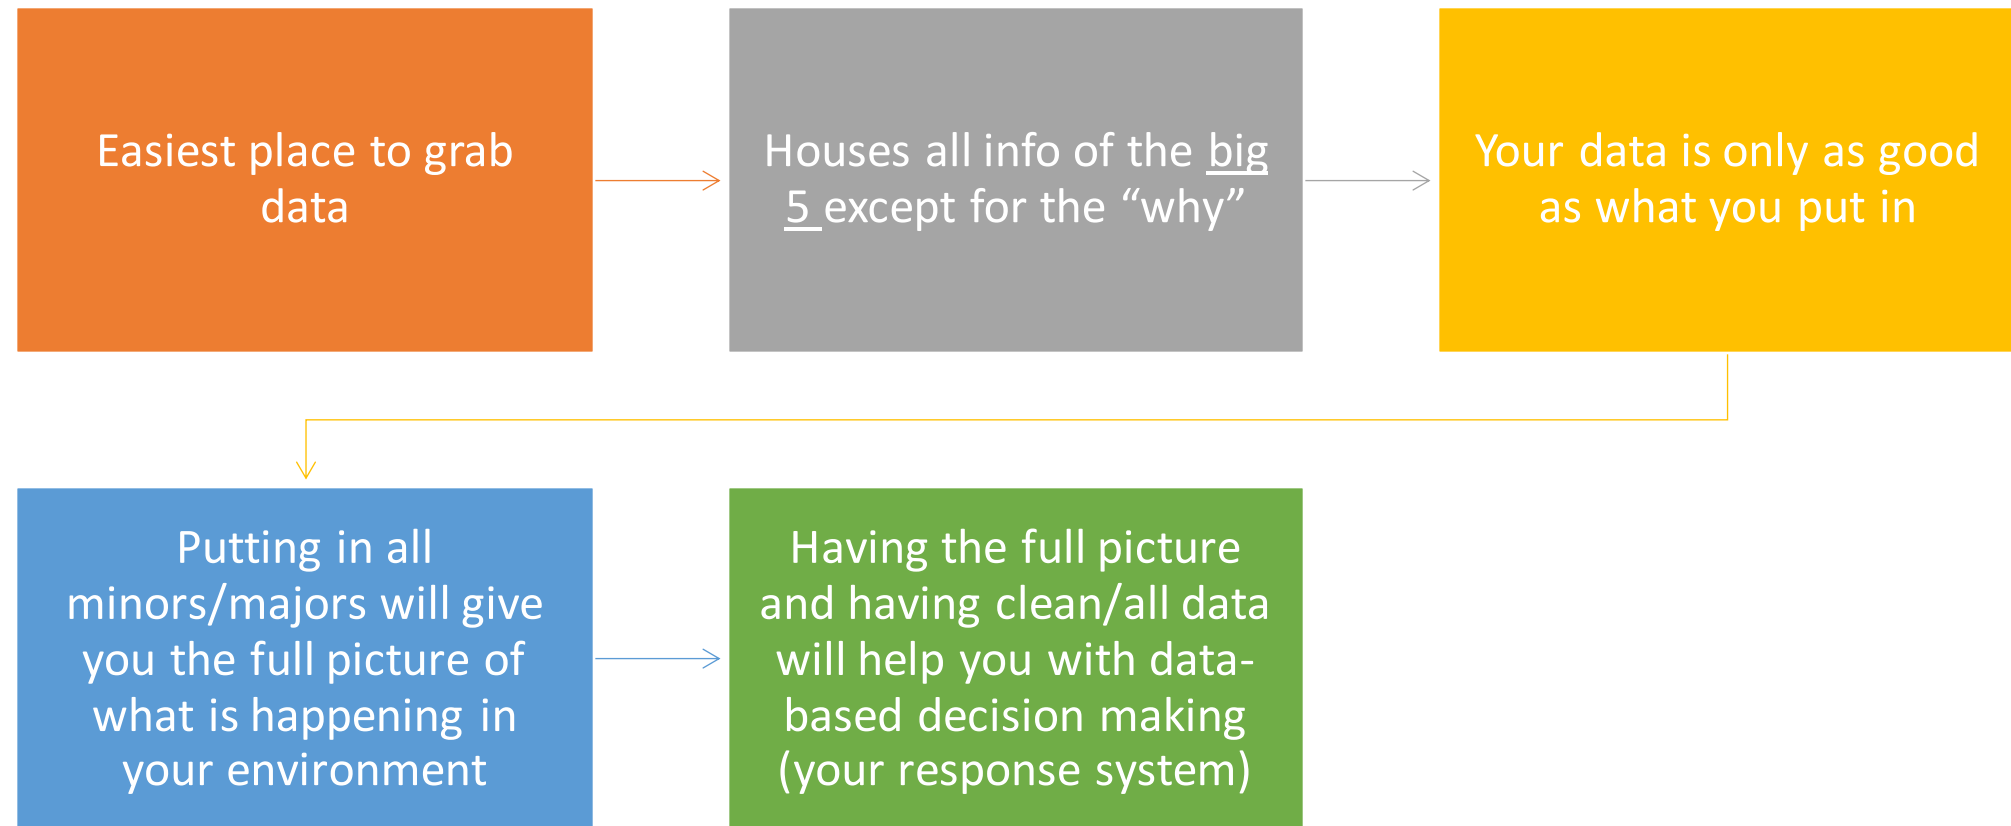 Easiest place to grab
data
Houses all info of the big
5 except for the “why”
Your data is only as good
as what you put in
Putting in all
minors/majors will give
you the full picture of
what is happening in
your environment
Having the full picture
and having clean/all data
will help you with data-
based decision making
(your response system)